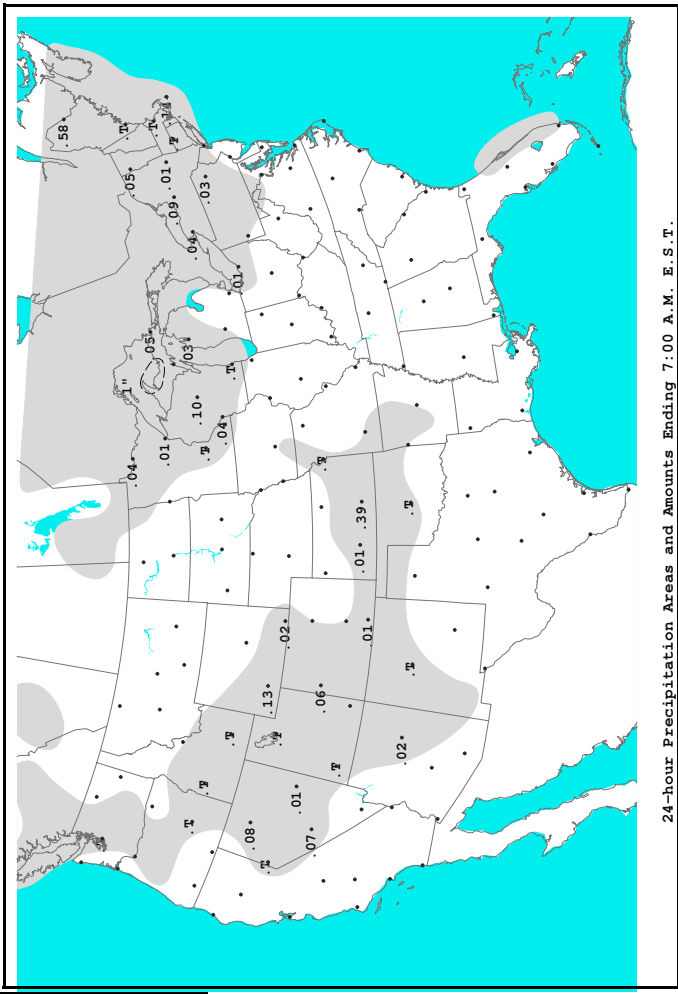 .58
T
1"
.04
.05
.05
T
.01
.01
.11
T
.09
T
.03
.04
.10
T
T
.03
.04
T
T
.01
.08
T
.13
T
.02
.01
.07
.06
T
T
.01
.39
.01
.02
T
T
24-hour Precipitation Areas and Amounts Ending 7:00 A.M. E.S.T.